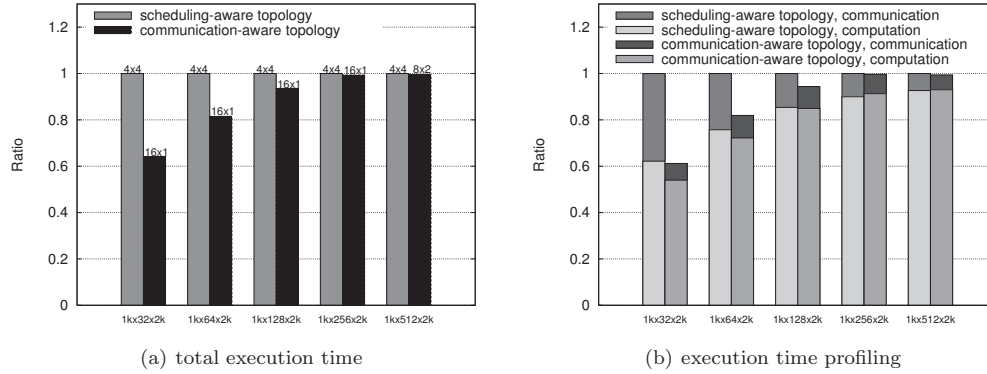 scheduling-aware topology
communication-aware topology
1.2
1
0.8
0.6
0.4
0.2
0
Ratio
4x4
16x1
4x4
16x1
4x4
16x1
4x4
16x1
4x4
8x2
1kx32x2k
1kx64x2k
1kx128x2k
1kx256x2k
1kx512x2k
(a) total execution time
scheduling-aware topology, communication
scheduling-aware topology, computation
communication-aware topology, communication
communication-aware topology, computation
1.2
1
0.8
0.6
0.4
0.2
0
Ratio
1kx32x2k
1kx64x2k
1kx128x2k
1kx256x2k
1kx512x2k
(b) execution time profiling